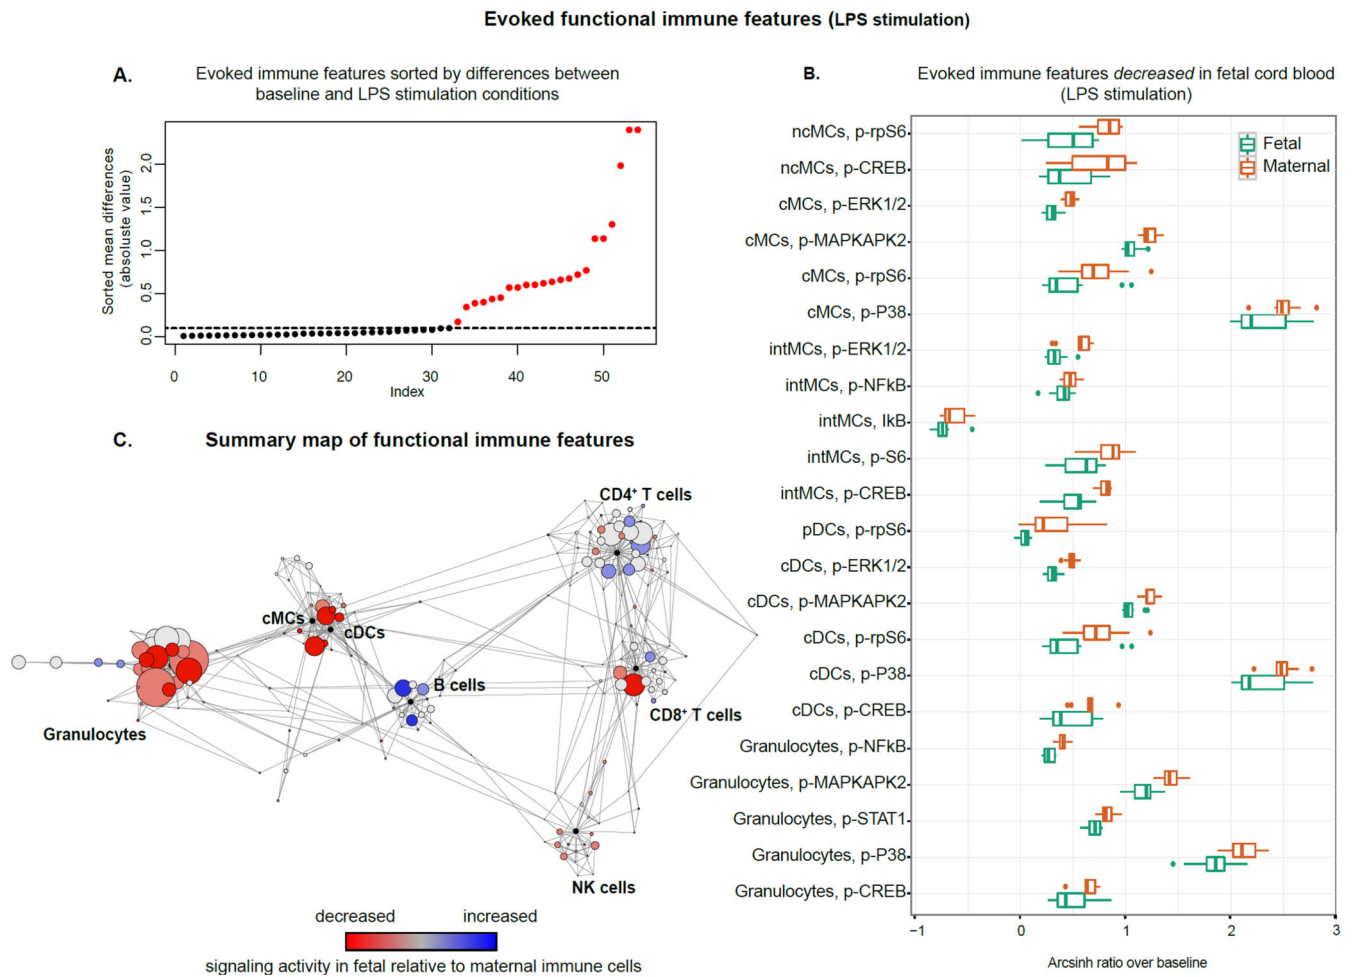 Evoked functional immune features (LPS stimulation)
A.
Evoked immune features sorted by differences between
baseline and LPS stimulation conditions
Sorted mean differences
(absoluste value)
0.0
0.5
1.0
1.5
2.0
0
10
20
30
40
50
Index
B.
Evoked immune features decreased in fetal cord blood
(LPS stimulation)
Fetal
Maternal
ncMCs, p-rpS6
ncMCs, p-CREB
cMCs, p-ERK1/2
cMCs, p-MAPKAPK2
cMCs, p-rpS6
cMCs, p-P38
intMCs, p-ERK1/2
intMCs, p-NFkB
intMCs, IkB
intMCs, p-S6
intMCs, p-CREB
pDCs, p-rpS6
cDCs, p-ERK1/2
cDCs, p-MAPKAPK2
cDCs, p-rpS6
cDCs, p-P38
cDCs, p-CREB
Granulocytes, p-NFkB
Granulocytes, p-MAPKAPK2
Granulocytes, p-STAT1
Granulocytes, p-P38
Granulocytes, p-CREB
−1
0
1
2
3
Arcsinh ratio over baseline
C.
Summary map of functional immune features
CD4⁺ T cells
cMCs
cDCs
B cells
CD8⁺ T cells
Granulocytes
NK cells
decreased
increased
signaling activity in fetal relative to maternal immune cells